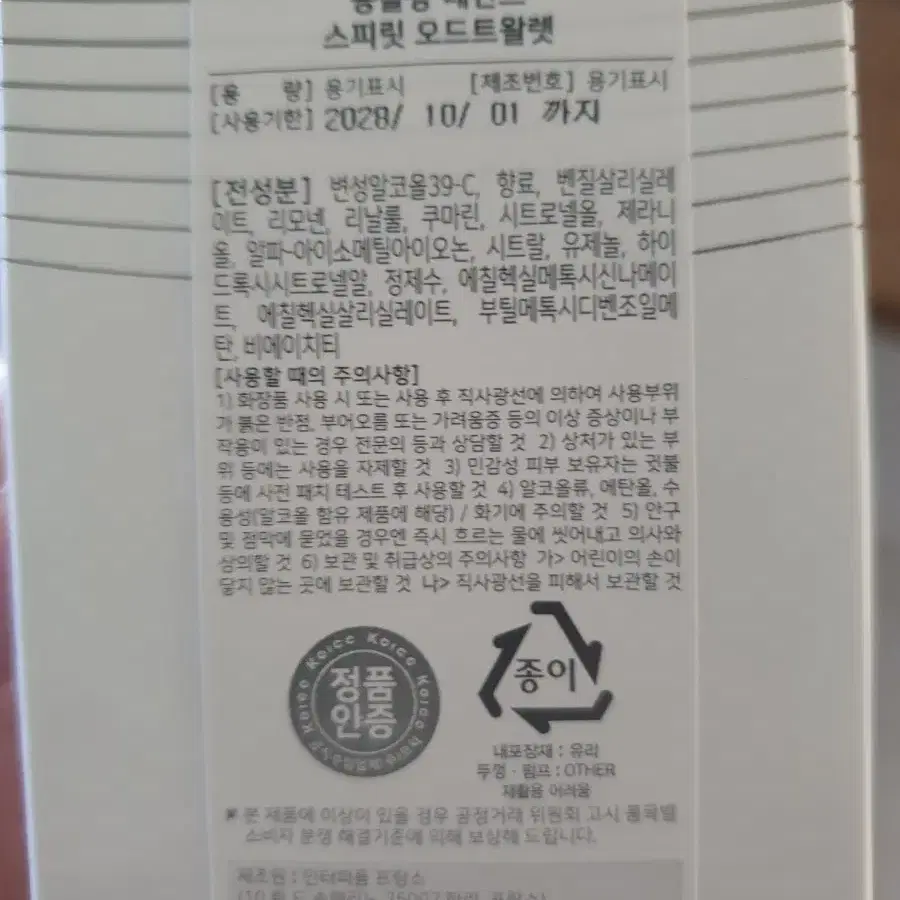 스피릿 오드트왈렛
[용 량] 용기표시 [제조번호] 용기표시
[사용기한] 2028/ 10/ 01 까지
[전성분] 변성알코올39-C, 향료, 벤질살리실레
이트, 리모넨, 리날룰, 쿠마린, 시트로넬올, 제라니
올, 알파-아이소메틸아이오논, 시트랄, 유제놀, 하이
드록시시트로넬알, 정제수, 에칠헥실메톡시신나메이
트, 에칠헥실살리실레이트, 부틸메톡시디벤조일메
탄, 비에이치티
[사용할 때의 주의사항]
1) 화장품 사용 시 또는 사용 후 직사광선에 의하여 사용부위
가 붉은 반점, 부어오름 또는 가려움증 등의 이상 증상이나 부
작용이 있는 경우 전문의 등과 상담할 것 2) 상처가 있는 부
위 등에는 사용을 자제할 것 3) 민감성 피부 보유자는 귓불
등에 사전 패치 테스트 후 사용할 것 4) 알코올류, 에탄올, 수
용성(알코올 함유 제품에 해당) / 화기에 주의할 것 5) 안구
및 점막에 묻었을 경우엔 즉시 흐르는 물에 씻어내고 의사와
상의할 것 6) 보관 및 취급상의 주의사항 가> 어린이의 손이
닿지 않는 곳에 보관할 것 나> 직사광선을 피해서 보관할 것
Koicc Koicc Koicc Koicc
정품
인증
종이
내포장재 : 유리
뚜껑 · 펌프 : OTHER
재활용 어려움
※ 본 제품에 이상이 있을 경우 공정거래 위원회 고시 품목별
소비자 분쟁 해결기준에 의해 보상해 드립니다.
제조원 : 인터퍼퓸 프랑스